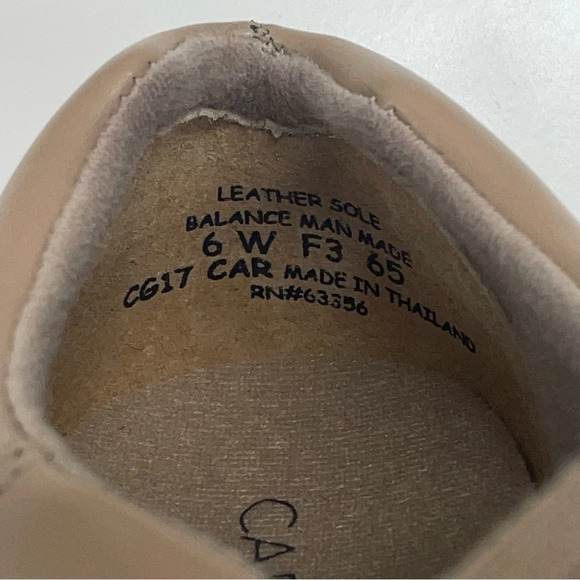 LEATHER SOLE
BALANCE MAN MADE
6 W F3 65
CG17 CAR MADE IN THAILAND
RN#63356